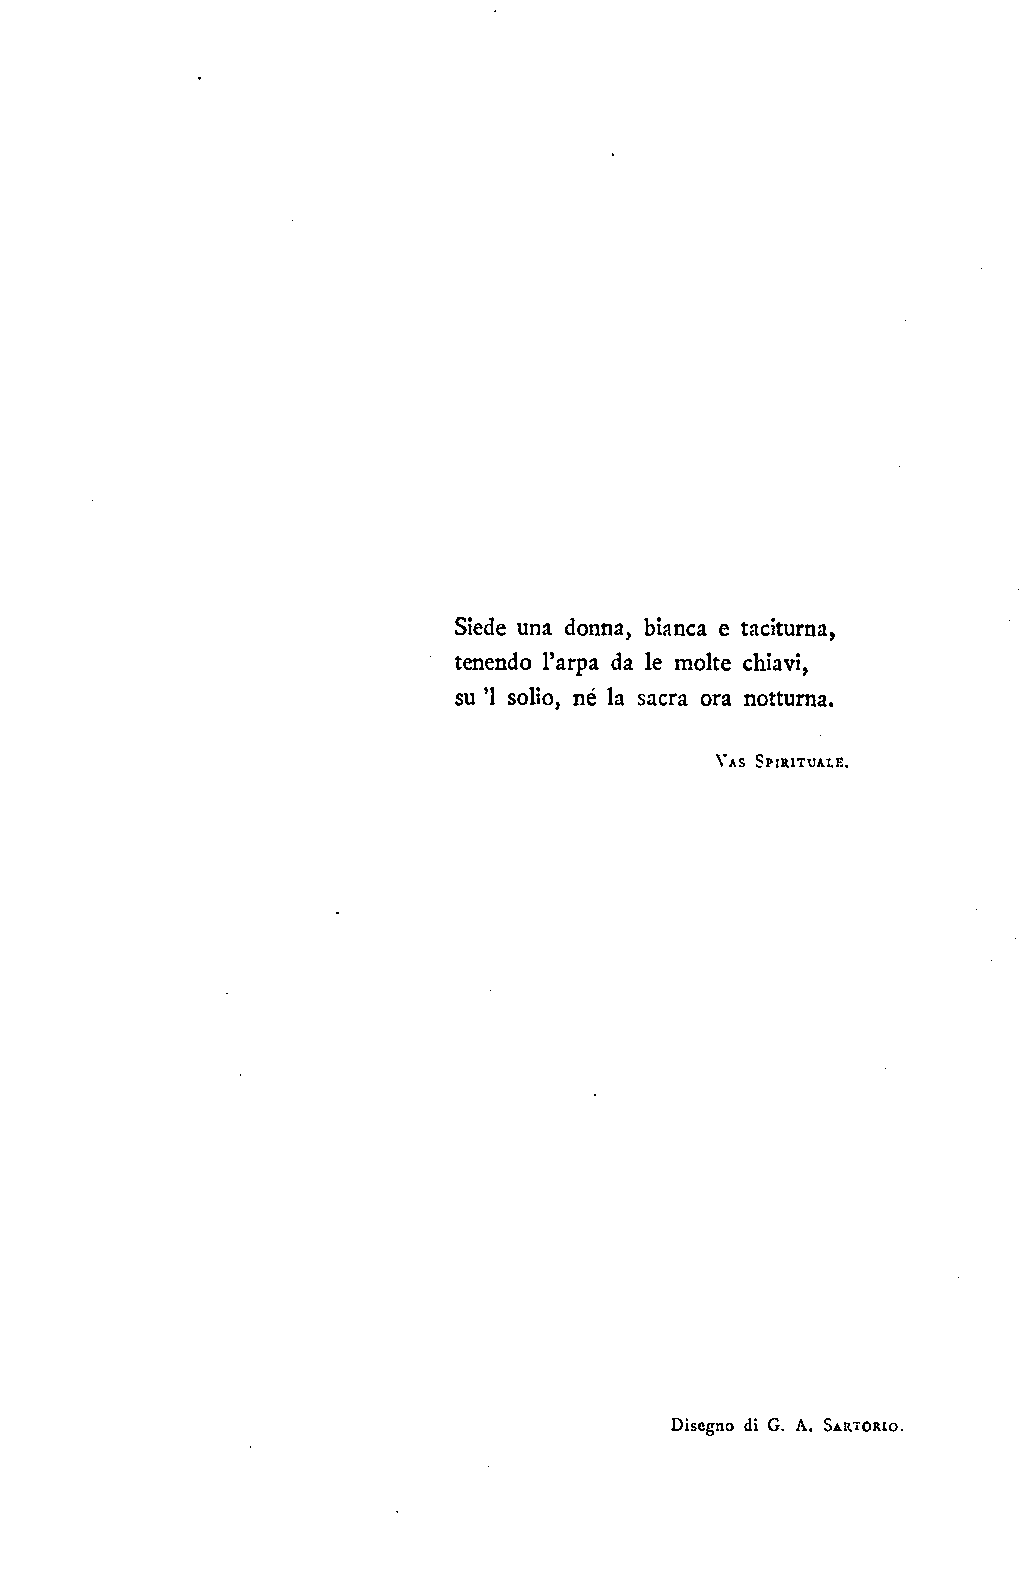 Siede una donna, bianca e taciturna,
tenendo l'arpa da le molte chiavi,
su 'l solio, né la sacra ora notturna.
VAS SPIRITUALE.
Disegno di G. A. SARTORIO.